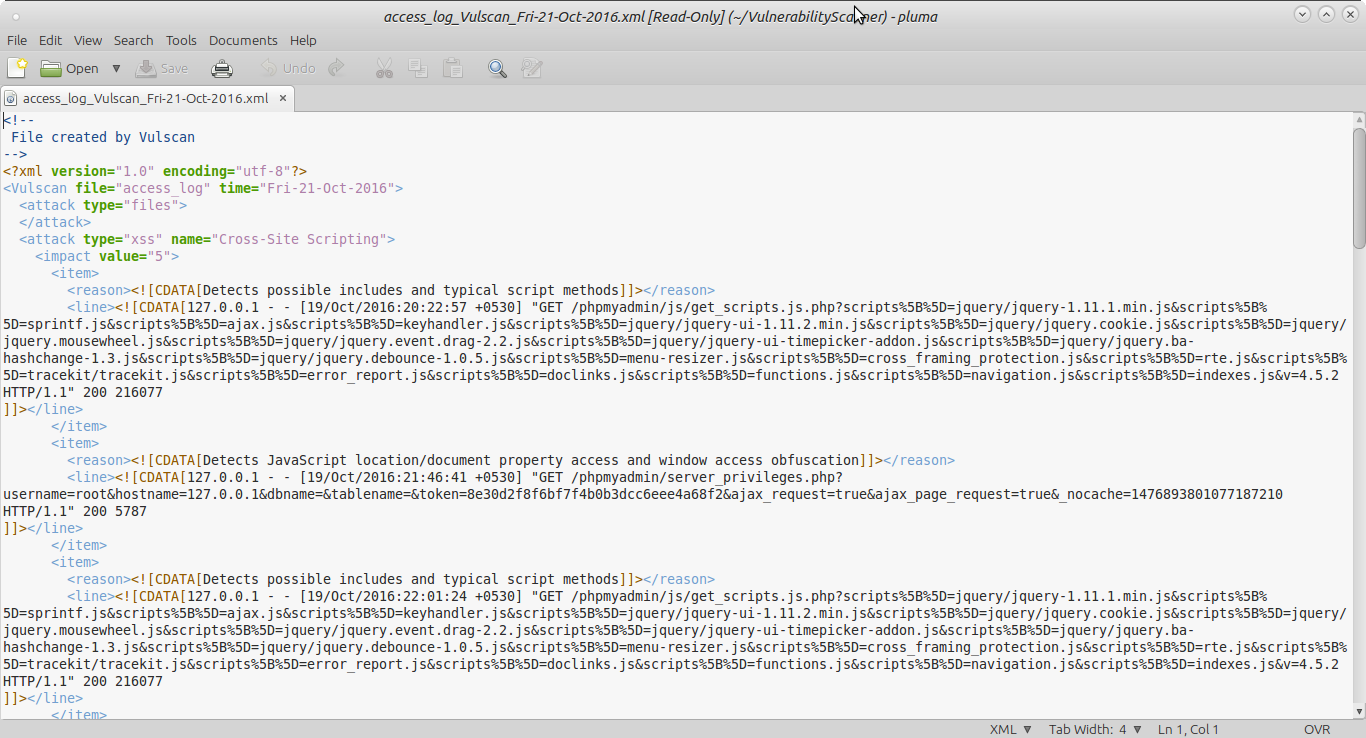 access_log_Vulscan_Fri-21-Oct-2016.xml [Read-Only] (~/VulnerabilityScanner) - pluma
File Edit View Search Tools Documents Help
Open Save Undo
access_log_Vulscan_Fri-21-Oct-2016.xml
<!--
 File created by Vulscan
-->
<?xml version="1.0" encoding="utf-8"?>
<Vulscan file="access_log" time="Fri-21-Oct-2016">
  <attack type="files">
  </attack>
  <attack type="xss" name="Cross-Site Scripting">
    <impact value="5">
      <item>
        <reason><![CDATA[Detects possible includes and typical script methods]]></reason>
        <line><![CDATA[127.0.0.1 - - [19/Oct/2016:20:22:57 +0530] "GET /phpmyadmin/js/get_scripts.js.php?scripts%5B%5D=jquery/jquery-1.11.1.min.js&scripts%5B%
5D=sprintf.js&scripts%5B%5D=ajax.js&scripts%5B%5D=keyhandler.js&scripts%5B%5D=jquery/jquery-ui-1.11.2.min.js&scripts%5B%5D=jquery/jquery.cookie.js&scripts%5B%5D=jquery/
jquery.mousewheel.js&scripts%5B%5D=jquery/jquery.event.drag-2.2.js&scripts%5B%5D=jquery/jquery-ui-timepicker-addon.js&scripts%5B%5D=jquery/jquery.ba-
hashchange-1.3.js&scripts%5B%5D=jquery/jquery.debounce-1.0.5.js&scripts%5B%5D=menu-resizer.js&scripts%5B%5D=cross_framing_protection.js&scripts%5B%5D=rte.js&scripts%5B%
5D=tracekit/tracekit.js&scripts%5B%5D=error_report.js&scripts%5B%5D=doclinks.js&scripts%5B%5D=functions.js&scripts%5B%5D=navigation.js&scripts%5B%5D=indexes.js&v=4.5.2
HTTP/1.1" 200 216077
]]></line>
      </item>
      <item>
        <reason><![CDATA[Detects JavaScript location/document property access and window access obfuscation]]></reason>
        <line><![CDATA[127.0.0.1 - - [19/Oct/2016:21:46:41 +0530] "GET /phpmyadmin/server_privileges.php?
username=root&hostname=127.0.0.1&dbname=&tablename=&token=8e30d2f8f6bf7f4b0b3dcc6eee4a68f2&ajax_request=true&ajax_page_request=true&_nocache=1476893801077187210
HTTP/1.1" 200 5787
]]></line>
      </item>
      <item>
        <reason><![CDATA[Detects possible includes and typical script methods]]></reason>
        <line><![CDATA[127.0.0.1 - - [19/Oct/2016:22:01:24 +0530] "GET /phpmyadmin/js/get_scripts.js.php?scripts%5B%5D=jquery/jquery-1.11.1.min.js&scripts%5B%
5D=sprintf.js&scripts%5B%5D=ajax.js&scripts%5B%5D=keyhandler.js&scripts%5B%5D=jquery/jquery-ui-1.11.2.min.js&scripts%5B%5D=jquery/jquery.cookie.js&scripts%5B%5D=jquery/
jquery.mousewheel.js&scripts%5B%5D=jquery/jquery.event.drag-2.2.js&scripts%5B%5D=jquery/jquery-ui-timepicker-addon.js&scripts%5B%5D=jquery/jquery.ba-
hashchange-1.3.js&scripts%5B%5D=jquery/jquery.debounce-1.0.5.js&scripts%5B%5D=menu-resizer.js&scripts%5B%5D=cross_framing_protection.js&scripts%5B%5D=rte.js&scripts%5B%
5D=tracekit/tracekit.js&scripts%5B%5D=error_report.js&scripts%5B%5D=doclinks.js&scripts%5B%5D=functions.js&scripts%5B%5D=navigation.js&scripts%5B%5D=indexes.js&v=4.5.2
HTTP/1.1" 200 216077
]]></line>
      </item>
XML Tab Width: 4 Ln 1, Col 1 OVR